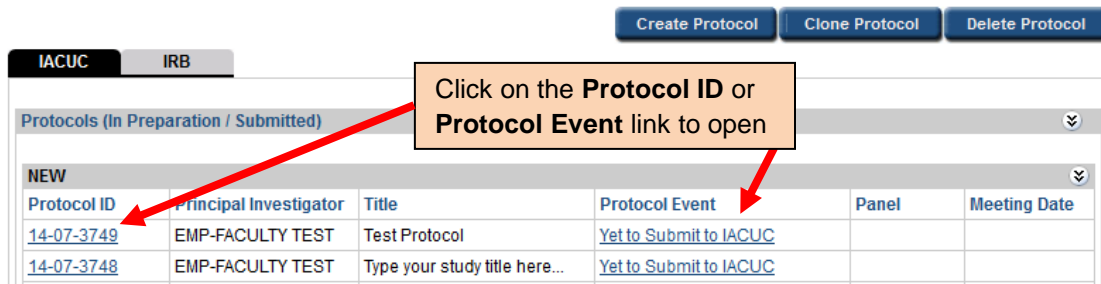 Create Protocol Clone Protocol Delete Protocol
IACUC IRB
Click on the Protocol ID or
Protocol Event link to open
Protocols (In Preparation / Submitted)
NEW
Protocol ID Principal Investigator Title Protocol Event Panel Meeting Date
14-07-3749 EMP-FACULTY TEST Test Protocol Yet to Submit to IACUC
14-07-3748 EMP-FACULTY TEST Type your study title here... Yet to Submit to IACUC